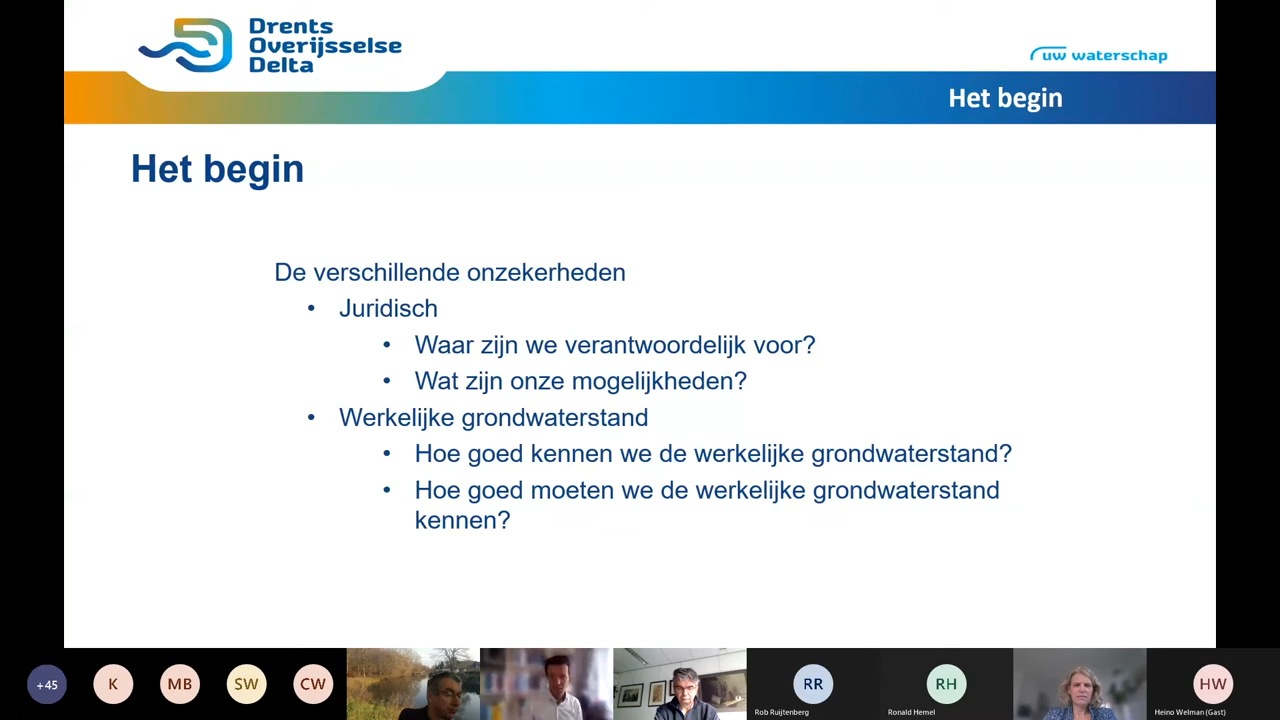 Drents
Overijsselse
Delta
uw waterschap
Het begin
Het begin
De verschillende onzekerheden
• Juridisch
• Waar zijn we verantwoordelijk voor?
• Wat zijn onze mogelijkheden?
• Werkelijke grondwaterstand
• Hoe goed kennen we de werkelijke grondwaterstand?
• Hoe goed moeten we de werkelijke grondwaterstand
kennen?
+45
K
MB
SW
CW
RR
Rob Ruijtenberg
RH
Ronald Hemel
HW
Heino Welman (Gast)